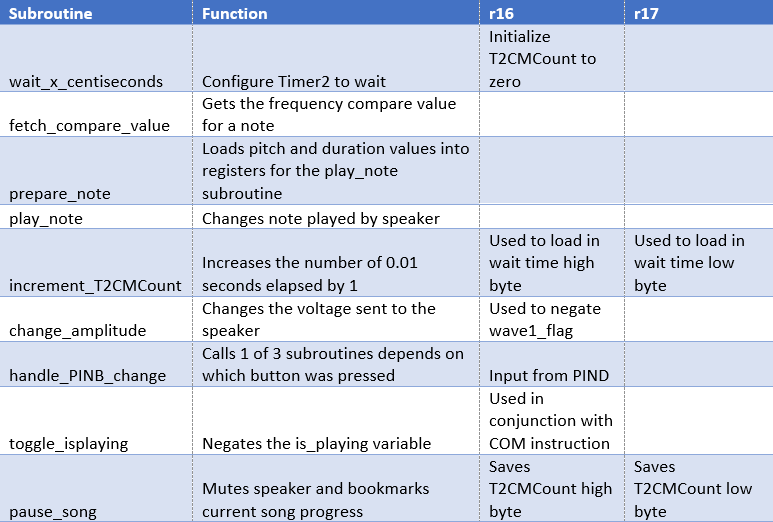 Subroutine Function r16 r17
wait_x_centiseconds Configure Timer2 to wait Initialize
T2CMCount to
zero
fetch_compare_value Gets the frequency compare value
for a note
prepare_note Loads pitch and duration values into
registers for the play_note
subroutine
play_note Changes note played by speaker
increment_T2CMCount Increases the number of 0.01
seconds elapsed by 1
Used to load in
wait time high
byte
Used to load in
wait time low
byte
change_amplitude Changes the voltage sent to the
speaker
Used to negate
wave1_flag
handle_PINB_change Calls 1 of 3 subroutines depends on
which button was pressed
Input from PIND
toggle_isplaying Negates the is_playing variable
Used in
conjunction with
COM instruction
pause_song Mutes speaker and bookmarks
current song progress
Saves
T2CMCount high
byte
Saves
T2CMCount low
byte